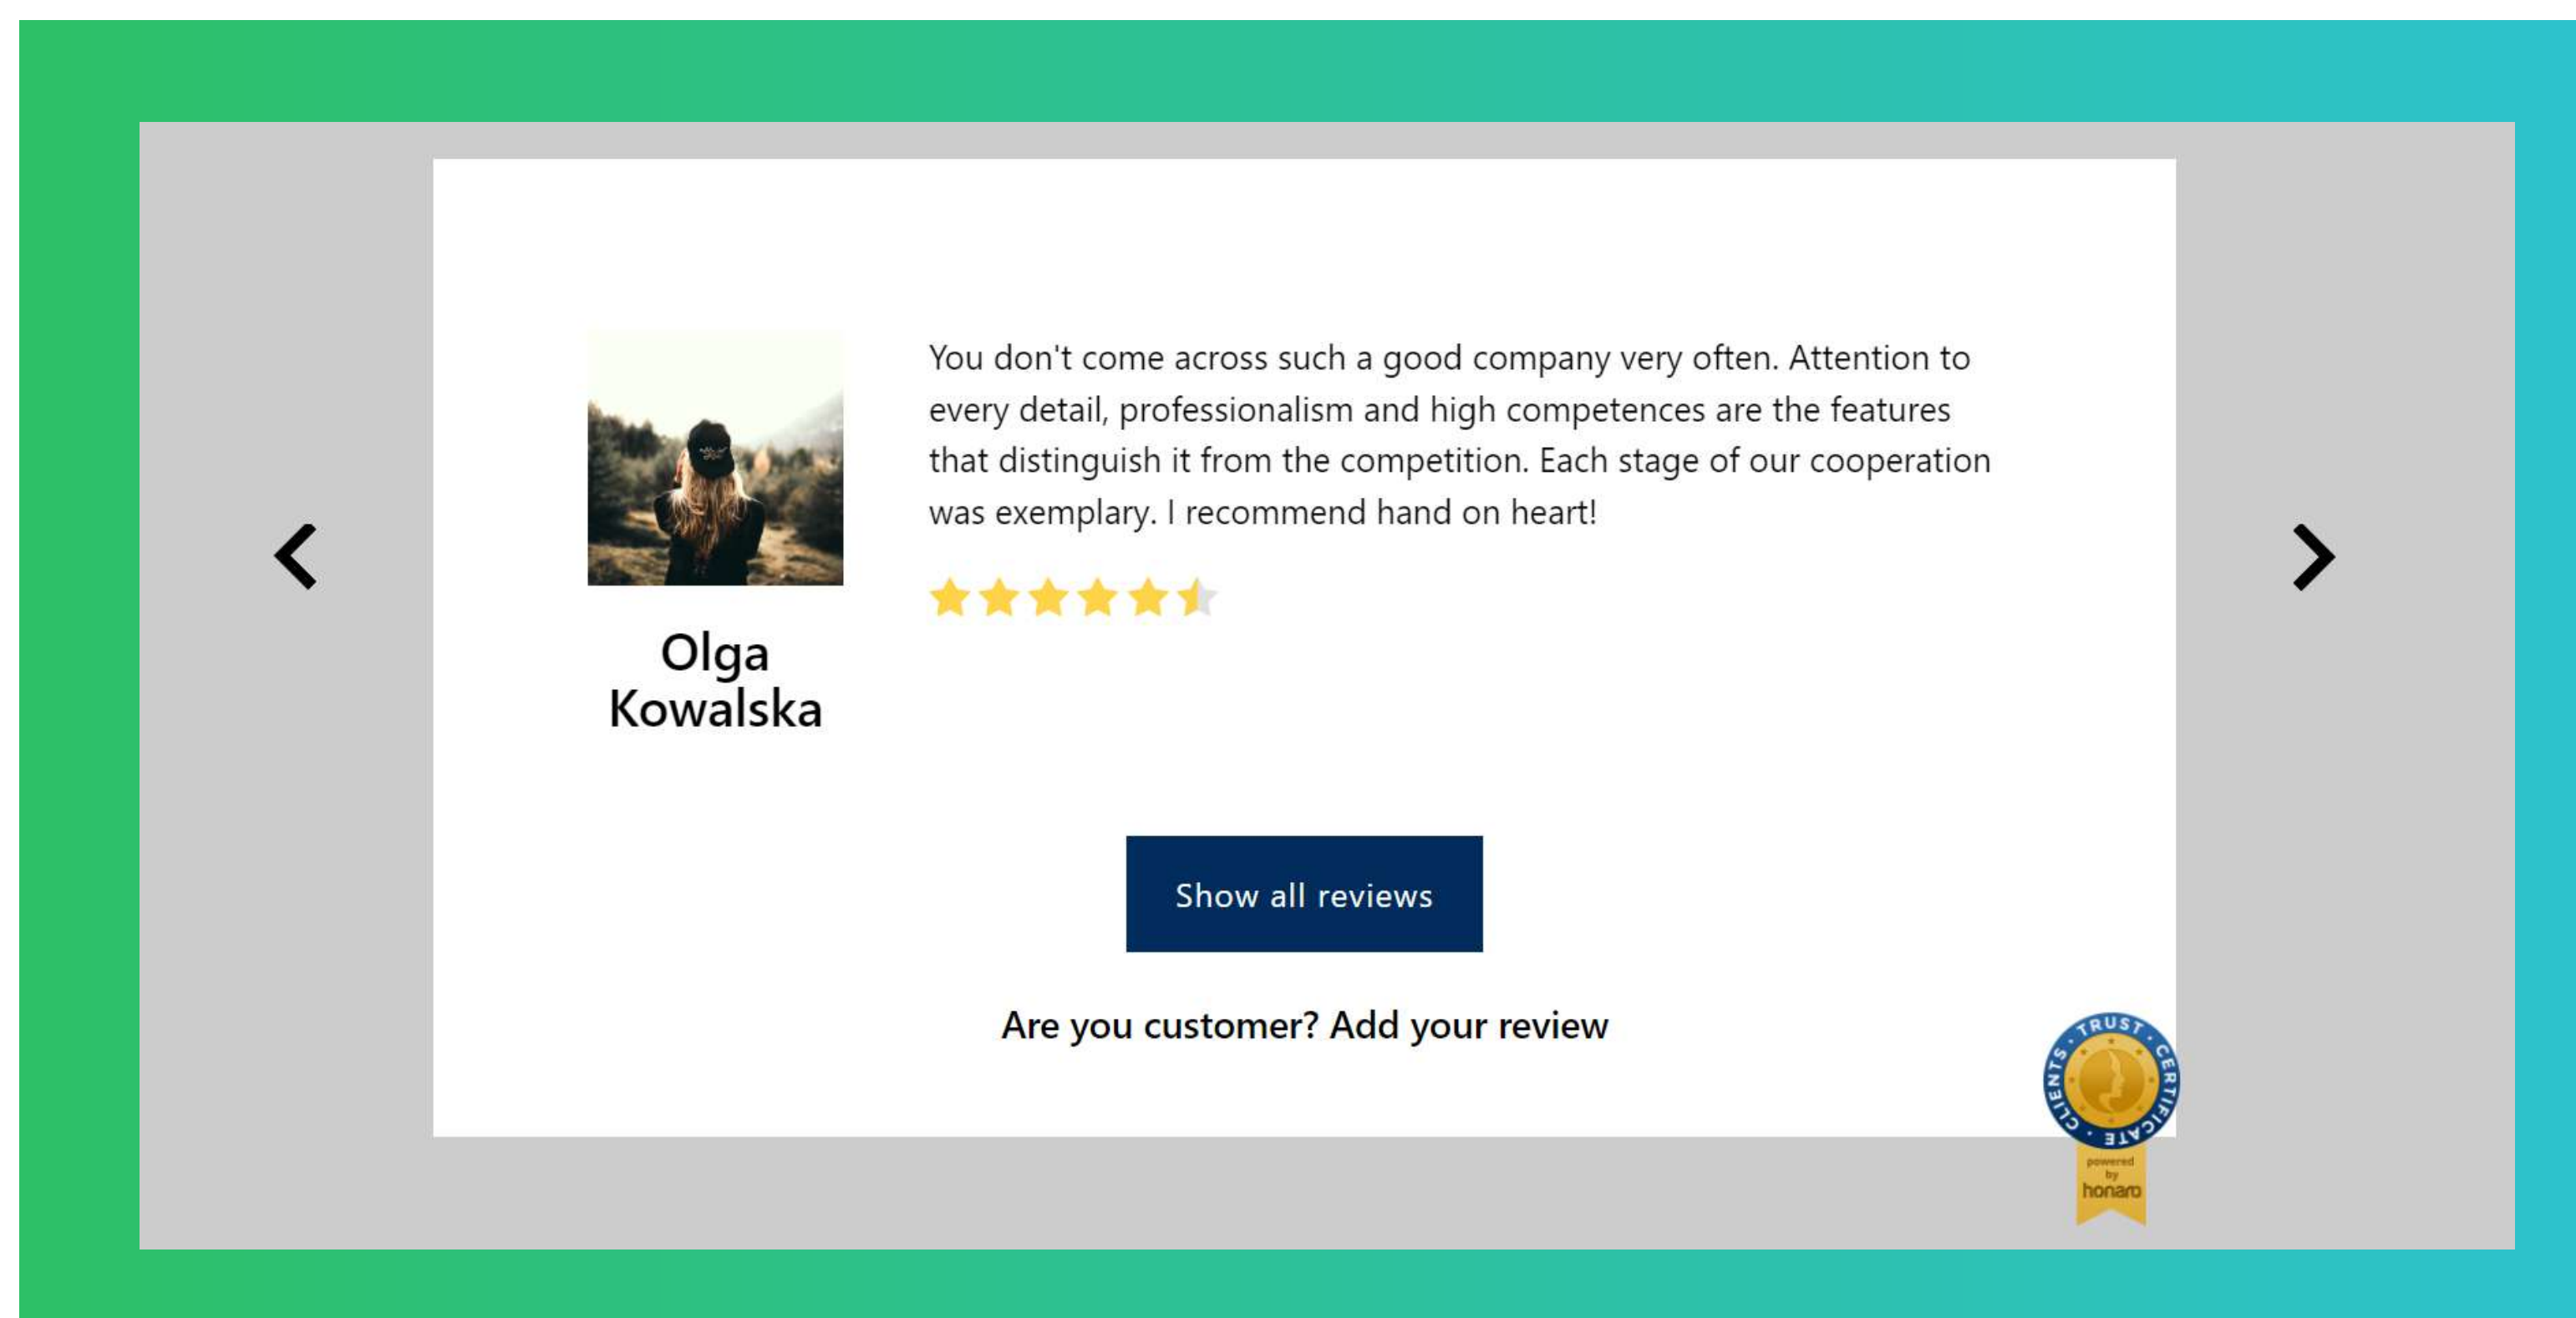 You don't come across such a good company very often. Attention to
every detail, professionalism and high competences are the features
that distinguish it from the competition. Each stage of our cooperation
was exemplary. I recommend hand on heart!
Olga
Kowalska
Show all reviews
Are you customer? Add your review
CLIENTS · TRUST · CERTIFICATE ·
powered
by
honaro